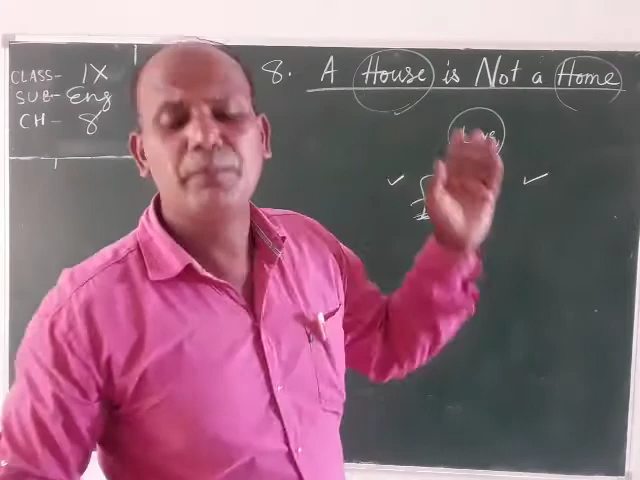 CLASS- IX
SUB- Eng
CH- 8
8. A House is Not a Home